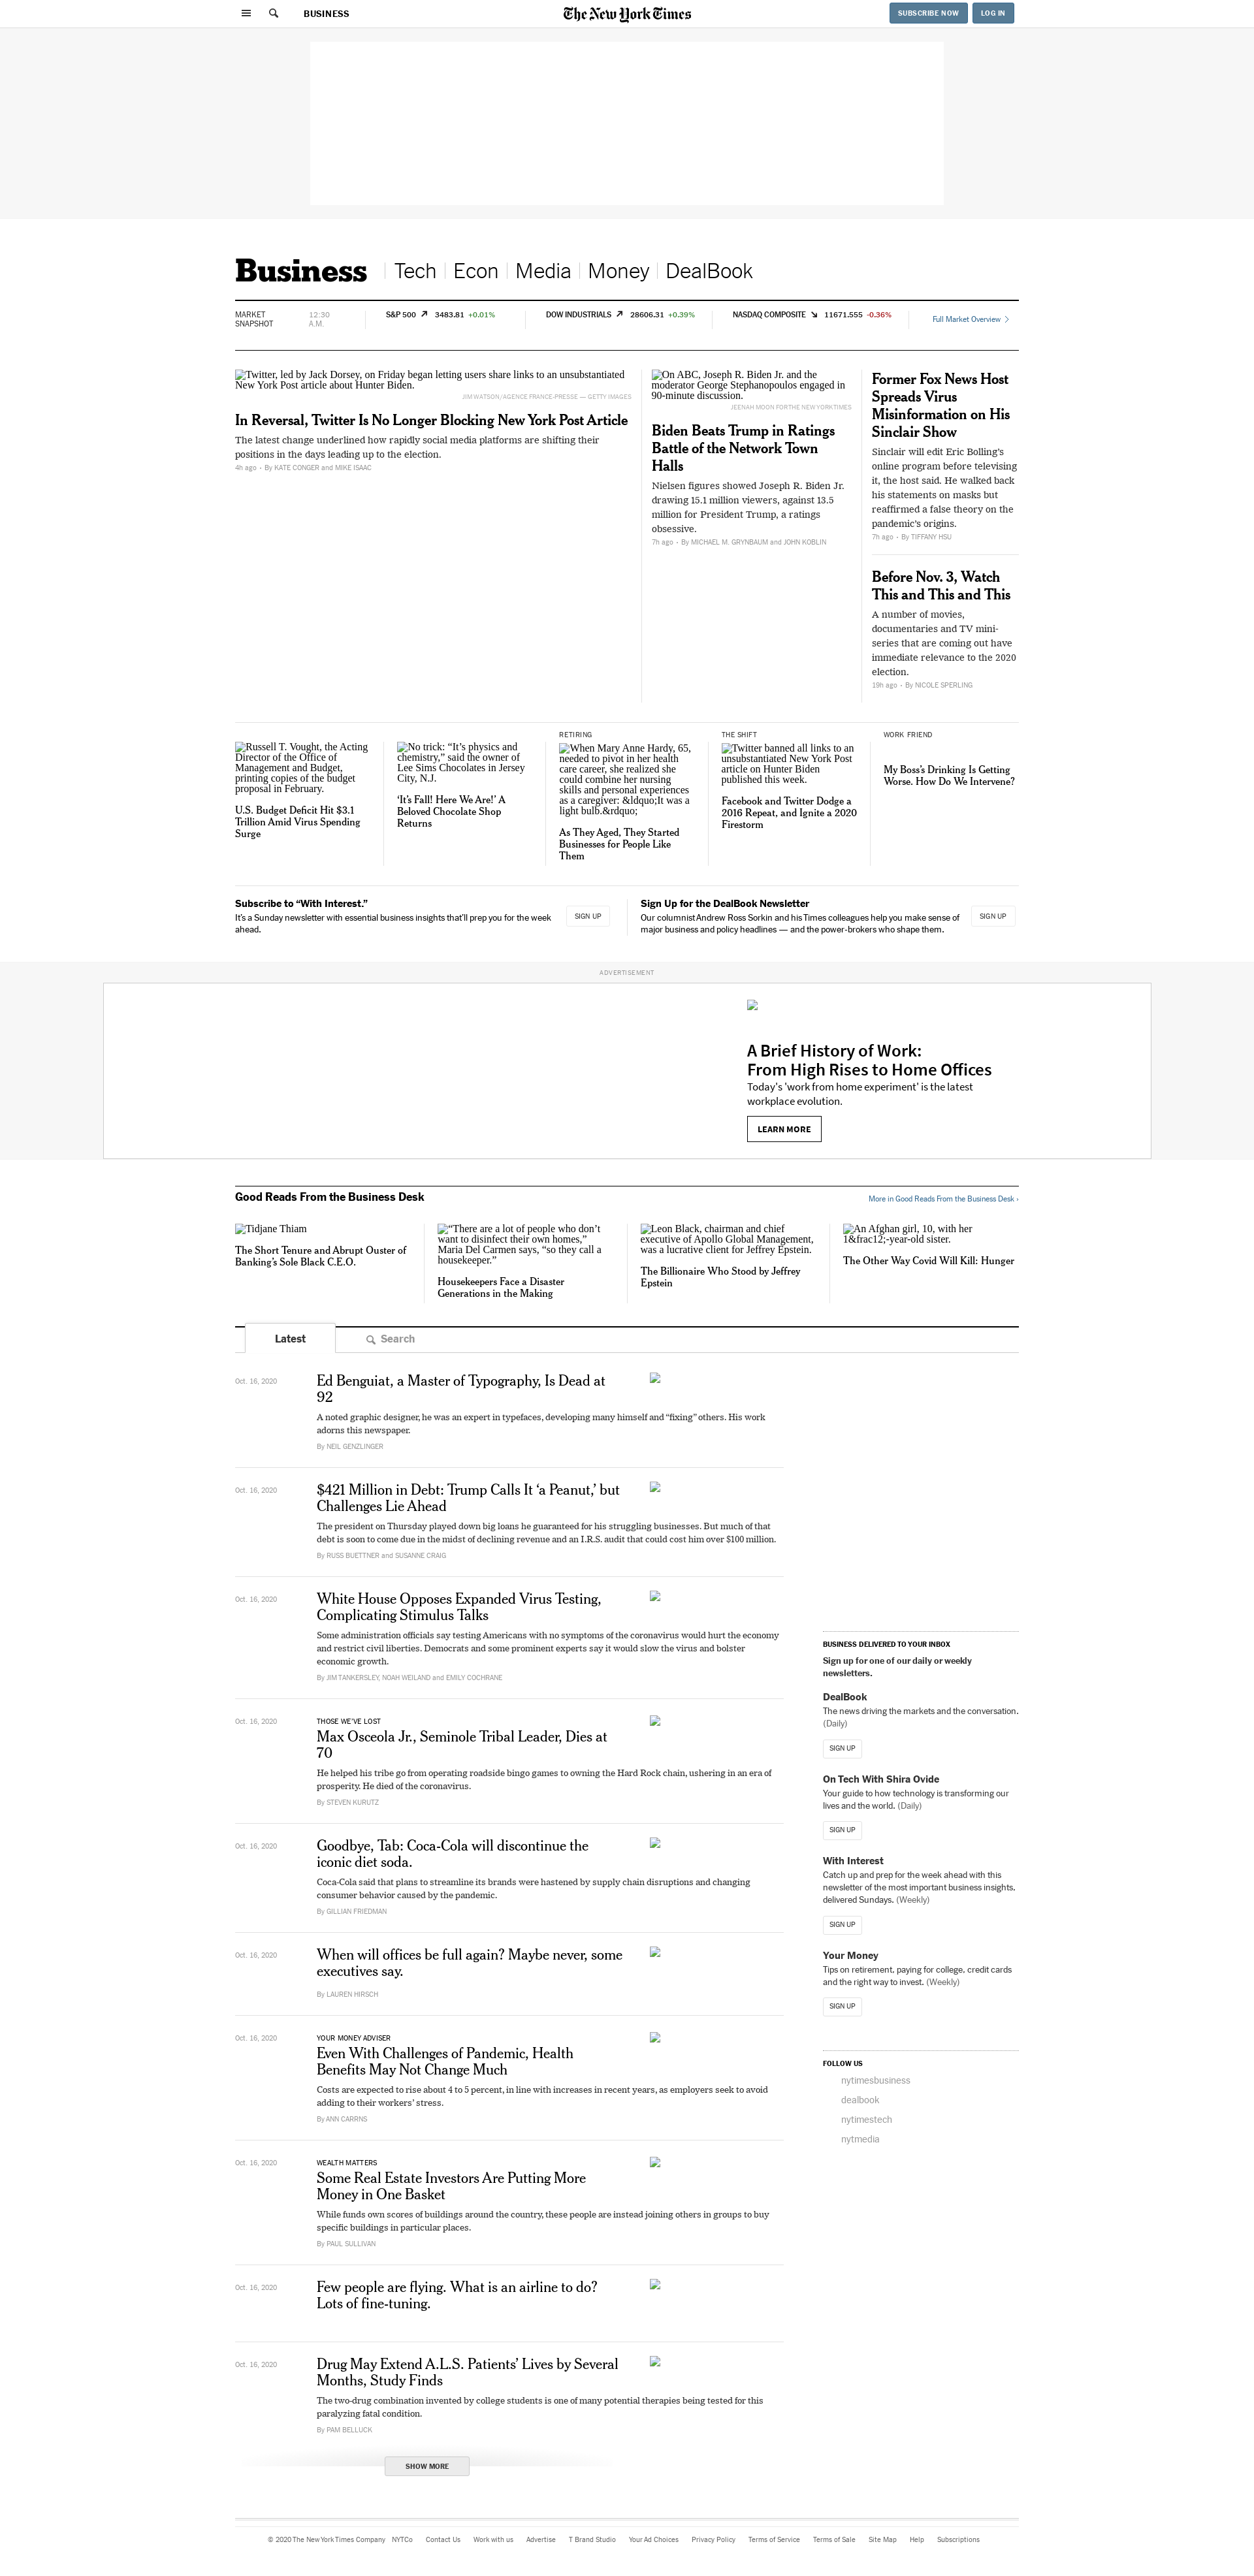 BUSINESS
The New York Times
SUBSCRIBE NOW
LOG IN
Business
Tech
Econ
Media
Money
DealBook
MARKET
SNAPSHOT
12:30
A.M.
S&P 500 3483.81 +0.01%
DOW INDUSTRIALS 28606.31 +0.39%
NASDAQ COMPOSITE 11671.555 -0.36%
Full Market Overview
Twitter, led by Jack Dorsey, on Friday began letting users share links to an unsubstantiated
New York Post article about Hunter Biden.
JIM WATSON/AGENCE FRANCE-PRESSE — GETTY IMAGES
In Reversal, Twitter Is No Longer Blocking New York Post Article
The latest change underlined how rapidly social media platforms are shifting their
positions in the days leading up to the election.
4h ago • By KATE CONGER and MIKE ISAAC
On ABC, Joseph R. Biden Jr. and the
moderator George Stephanopoulos engaged in
90-minute discussion.
JEENAH MOON FOR THE NEW YORK TIMES
Biden Beats Trump in Ratings
Battle of the Network Town
Halls
Nielsen figures showed Joseph R. Biden Jr.
drawing 15.1 million viewers, against 13.5
million for President Trump, a ratings
obsessive.
7h ago • By MICHAEL M. GRYNBAUM and JOHN KOBLIN
Former Fox News Host
Spreads Virus
Misinformation on His
Sinclair Show
Sinclair will edit Eric Bolling's
online program before televising
it, the host said. He walked back
his statements on masks but
reaffirmed a false theory on the
pandemic's origins.
7h ago • By TIFFANY HSU
Before Nov. 3, Watch
This and This and This
A number of movies,
documentaries and TV mini-
series that are coming out have
immediate relevance to the 2020
election.
19h ago • By NICOLE SPERLING
Russell T. Vought, the Acting
Director of the Office of
Management and Budget,
printing copies of the budget
proposal in February.
U.S. Budget Deficit Hit $3.1
Trillion Amid Virus Spending
Surge
No trick: “It’s physics and
chemistry,” said the owner of
Lee Sims Chocolates in Jersey
City, N.J.
‘It’s Fall! Here We Are!’ A
Beloved Chocolate Shop
Returns
RETIRING
When Mary Anne Hardy, 65,
needed to pivot in her health
care career, she realized she
could combine her nursing
skills and personal experiences
as a caregiver: &ldquo;It was a
light bulb.&rdquo;
As They Aged, They Started
Businesses for People Like
Them
THE SHIFT
Twitter banned all links to an
unsubstantiated New York Post
article on Hunter Biden
published this week.
Facebook and Twitter Dodge a
2016 Repeat, and Ignite a 2020
Firestorm
WORK FRIEND
My Boss’s Drinking Is Getting
Worse. How Do We Intervene?
Subscribe to “With Interest.”
It’s a Sunday newsletter with essential business insights that’ll prep you for the week
ahead.
SIGN UP
Sign Up for the DealBook Newsletter
Our columnist Andrew Ross Sorkin and his Times colleagues help you make sense of
major business and policy headlines — and the power-brokers who shape them.
SIGN UP
ADVERTISEMENT
A Brief History of Work:
From High Rises to Home Offices
Today's 'work from home experiment' is the latest
workplace evolution.
LEARN MORE
Good Reads From the Business Desk
More in Good Reads From the Business Desk ›
Tidjane Thiam
The Short Tenure and Abrupt Ouster of
Banking’s Sole Black C.E.O.
“There are a lot of people who don’t
want to disinfect their own homes,”
Maria Del Carmen says, “so they call a
housekeeper.”
Housekeepers Face a Disaster
Generations in the Making
Leon Black, chairman and chief
executive of Apollo Global Management,
was a lucrative client for Jeffrey Epstein.
The Billionaire Who Stood by Jeffrey
Epstein
An Afghan girl, 10, with her
1&frac12;-year-old sister.
The Other Way Covid Will Kill: Hunger
Latest
Search
Oct. 16, 2020
Ed Benguiat, a Master of Typography, Is Dead at
92
A noted graphic designer, he was an expert in typefaces, developing many himself and “fixing” others. His work
adorns this newspaper.
By NEIL GENZLINGER
Oct. 16, 2020
$421 Million in Debt: Trump Calls It ‘a Peanut,’ but
Challenges Lie Ahead
The president on Thursday played down big loans he guaranteed for his struggling businesses. But much of that
debt is soon to come due in the midst of declining revenue and an I.R.S. audit that could cost him over $100 million.
By RUSS BUETTNER and SUSANNE CRAIG
Oct. 16, 2020
White House Opposes Expanded Virus Testing,
Complicating Stimulus Talks
Some administration officials say testing Americans with no symptoms of the coronavirus would hurt the economy
and restrict civil liberties. Democrats and some prominent experts say it would slow the virus and bolster
economic growth.
By JIM TANKERSLEY, NOAH WEILAND and EMILY COCHRANE
Oct. 16, 2020
THOSE WE’VE LOST
Max Osceola Jr., Seminole Tribal Leader, Dies at
70
He helped his tribe go from operating roadside bingo games to owning the Hard Rock chain, ushering in an era of
prosperity. He died of the coronavirus.
By STEVEN KURUTZ
Oct. 16, 2020
Goodbye, Tab: Coca-Cola will discontinue the
iconic diet soda.
Coca-Cola said that plans to streamline its brands were hastened by supply chain disruptions and changing
consumer behavior caused by the pandemic.
By GILLIAN FRIEDMAN
Oct. 16, 2020
When will offices be full again? Maybe never, some
executives say.
By LAUREN HIRSCH
Oct. 16, 2020
YOUR MONEY ADVISER
Even With Challenges of Pandemic, Health
Benefits May Not Change Much
Costs are expected to rise about 4 to 5 percent, in line with increases in recent years, as employers seek to avoid
adding to their workers’ stress.
By ANN CARRNS
Oct. 16, 2020
WEALTH MATTERS
Some Real Estate Investors Are Putting More
Money in One Basket
While funds own scores of buildings around the country, these people are instead joining others in groups to buy
specific buildings in particular places.
By PAUL SULLIVAN
Oct. 16, 2020
Few people are flying. What is an airline to do?
Lots of fine-tuning.
Oct. 16, 2020
Drug May Extend A.L.S. Patients’ Lives by Several
Months, Study Finds
The two-drug combination invented by college students is one of many potential therapies being tested for this
paralyzing fatal condition.
By PAM BELLUCK
SHOW MORE
BUSINESS DELIVERED TO YOUR INBOX
Sign up for one of our daily or weekly
newsletters.
DealBook
The news driving the markets and the conversation.
(Daily)
SIGN UP
On Tech With Shira Ovide
Your guide to how technology is transforming our
lives and the world. (Daily)
SIGN UP
With Interest
Catch up and prep for the week ahead with this
newsletter of the most important business insights,
delivered Sundays. (Weekly)
SIGN UP
Your Money
Tips on retirement, paying for college, credit cards
and the right way to invest. (Weekly)
SIGN UP
FOLLOW US
nytimesbusiness
dealbook
nytimestech
nytmedia
© 2020 The New York Times Company NYTCo Contact Us Work with us Advertise T Brand Studio Your Ad Choices Privacy Policy Terms of Service Terms of Sale Site Map Help Subscriptions